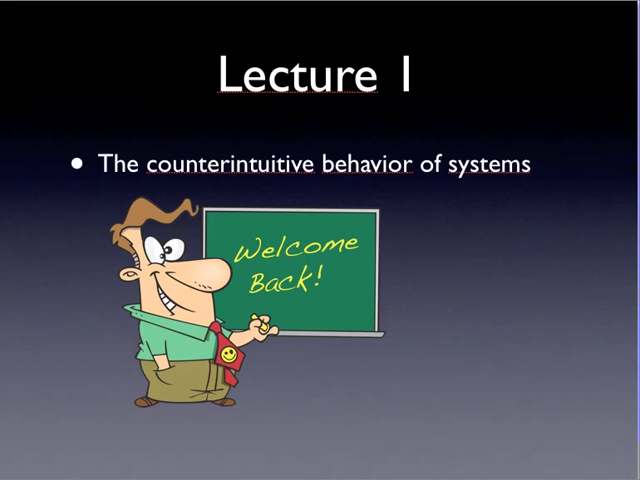 Lecture 1
• The counterintuitive behavior of systems
Welcome
Back!